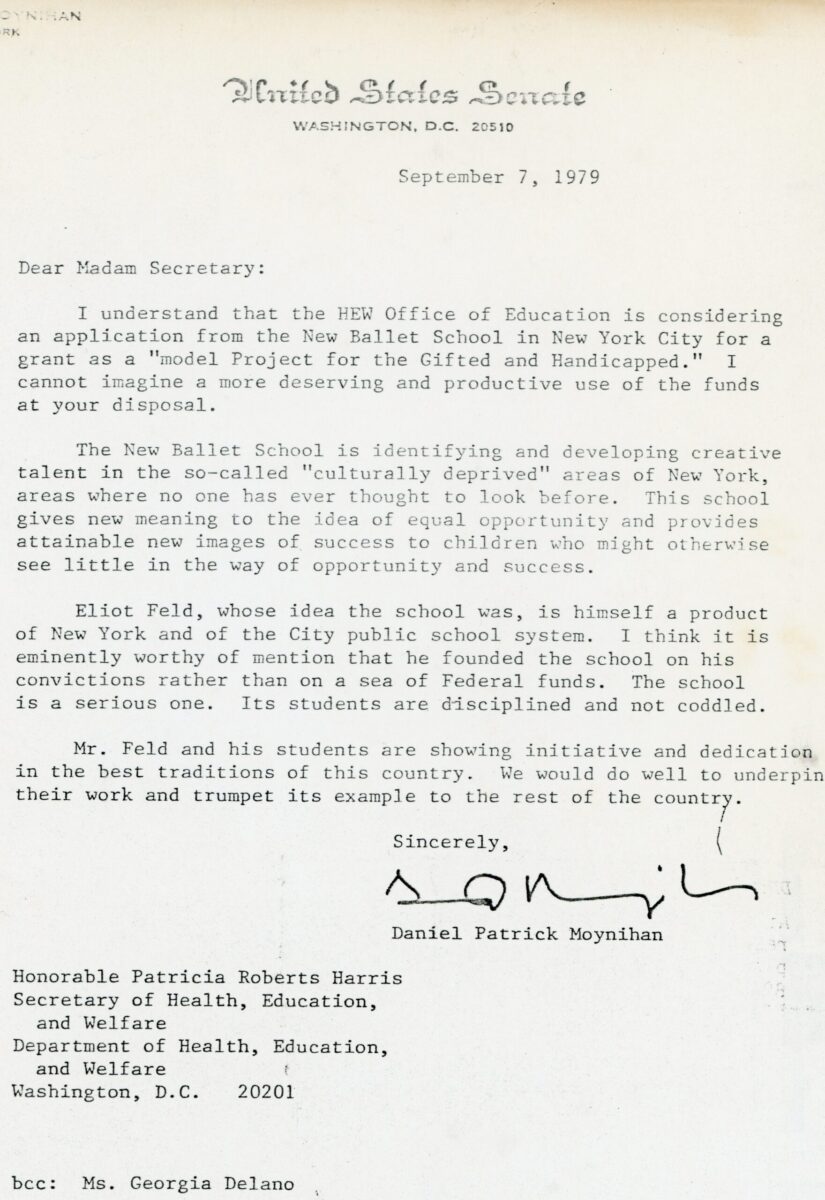 OYNIHAN
RK
United States Senate
WASHINGTON, D.C. 20510
September 7, 1979
Dear Madam Secretary:
I understand that the HEW Office of Education is considering
an application from the New Ballet School in New York City for a
grant as a "model Project for the Gifted and Handicapped." I
cannot imagine a more deserving and productive use of the funds
at your disposal.
The New Ballet School is identifying and developing creative
talent in the so-called "culturally deprived" areas of New York,
areas where no one has ever thought to look before. This school
gives new meaning to the idea of equal opportunity and provides
attainable new images of success to children who might otherwise
see little in the way of opportunity and success.
Eliot Feld, whose idea the school was, is himself a product
of New York and of the City public school system. I think it is
eminently worthy of mention that he founded the school on his
convictions rather than on a sea of Federal funds. The school
is a serious one. Its students are disciplined and not coddled.
Mr. Feld and his students are showing initiative and dedication
in the best traditions of this country. We would do well to underpin
their work and trumpet its example to the rest of the country.
Sincerely,
Daniel Patrick Moynihan
Honorable Patricia Roberts Harris
Secretary of Health, Education,
and Welfare
Department of Health, Education,
and Welfare
Washington, D.C. 20201
bcc: Ms. Georgia Delano